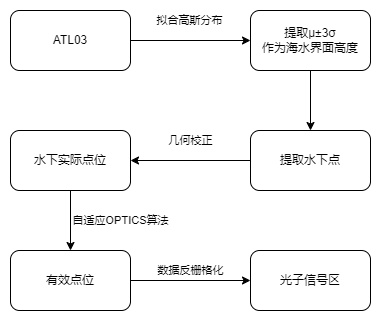 ATL03
拟合高斯分布
提取μ±3σ
作为海水界面高度
提取水下点
几何校正
水下实际点位
自适应OPTICS算法
有效点位
数据反栅格化
光子信号区